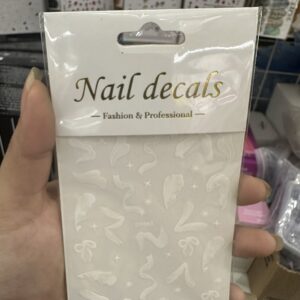 Nail decals
— Fashion & Professional —